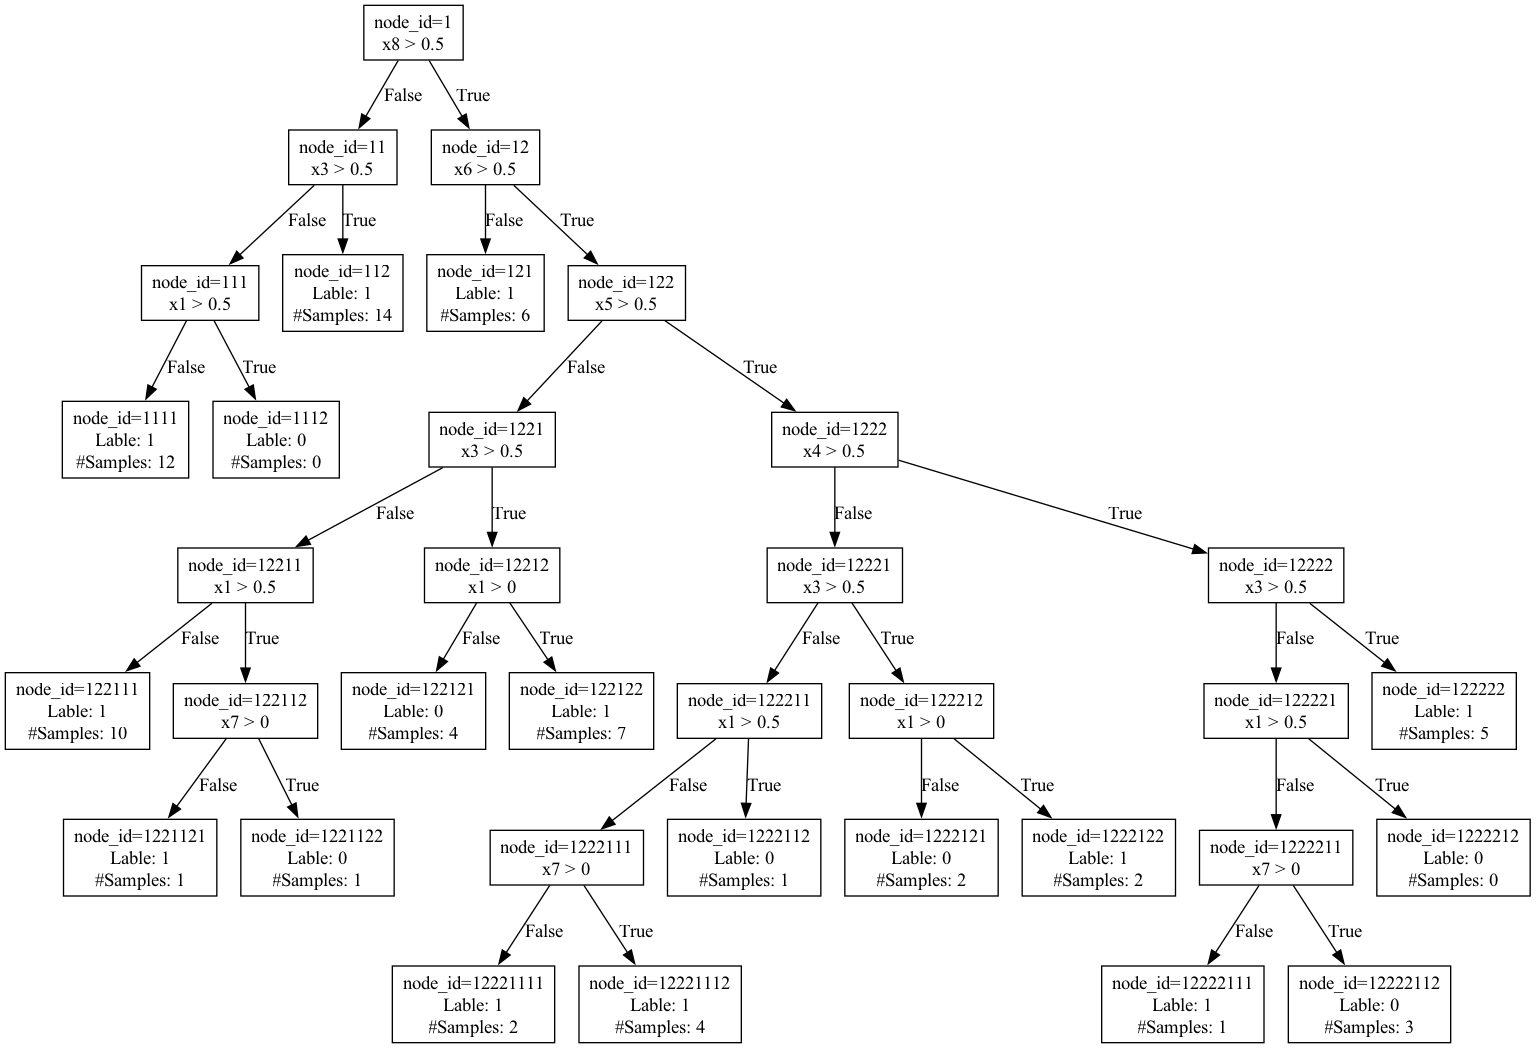 node_id=1
x8 > 0.5
False
True
node_id=11
x3 > 0.5
node_id=12
x6 > 0.5
False
True
False
True
node_id=111
x1 > 0.5
node_id=112
Lable: 1
#Samples: 14
node_id=121
Lable: 1
#Samples: 6
node_id=122
x5 > 0.5
False
True
False
True
node_id=1111
Lable: 1
#Samples: 12
node_id=1112
Lable: 0
#Samples: 0
node_id=1221
x3 > 0.5
node_id=1222
x4 > 0.5
False
True
False
True
node_id=12211
x1 > 0.5
node_id=12212
x1 > 0
node_id=12221
x3 > 0.5
node_id=12222
x3 > 0.5
False
True
False
True
False
True
False
True
node_id=122111
Lable: 1
#Samples: 10
node_id=122112
x7 > 0
node_id=122121
Lable: 0
#Samples: 4
node_id=122122
Lable: 1
#Samples: 7
node_id=122211
x1 > 0.5
node_id=122212
x1 > 0
node_id=122221
x1 > 0.5
node_id=122222
Lable: 1
#Samples: 5
False
True
False
True
False
True
False
True
node_id=1221121
Lable: 1
#Samples: 1
node_id=1221122
Lable: 0
#Samples: 1
node_id=1222111
x7 > 0
node_id=1222112
Lable: 0
#Samples: 1
node_id=1222121
Lable: 0
#Samples: 2
node_id=1222122
Lable: 1
#Samples: 2
node_id=1222211
x7 > 0
node_id=1222212
Lable: 0
#Samples: 0
False
True
False
True
node_id=12221111
Lable: 1
#Samples: 2
node_id=12221112
Lable: 1
#Samples: 4
node_id=12222111
Lable: 1
#Samples: 1
node_id=12222112
Lable: 0
#Samples: 3